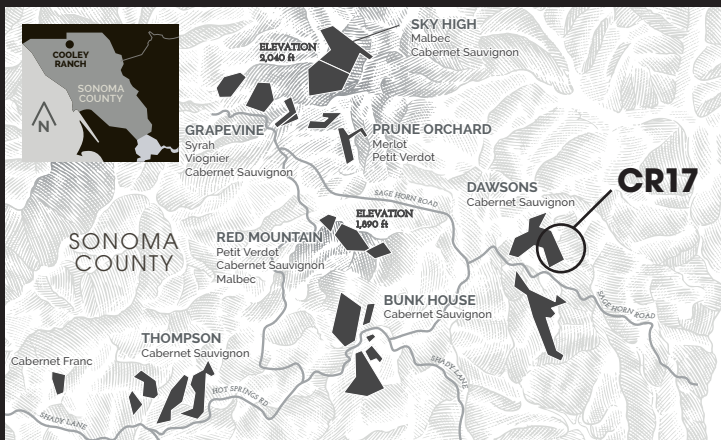 COOLEY
RANCH
SONOMA
COUNTY
N
ELEVATION
2,040 ft
SKY HIGH
Malbec
Cabernet Sauvignon
GRAPEVINE
Syrah
Viognier
Cabernet Sauvignon
PRUNE ORCHARD
Merlot
Petit Verdot
SAGE HORN ROAD
DAWSONS
Cabernet Sauvignon
CR17
ELEVATION
1,890 ft
SONOMA
COUNTY
RED MOUNTAIN
Petit Verdot
Cabernet Sauvignon
Malbec
BUNK HOUSE
Cabernet Sauvignon
SAGE HORN ROAD
THOMPSON
Cabernet Sauvignon
Cabernet Franc
HOT SPRINGS RD
SHADY LANE
SHADY LANE